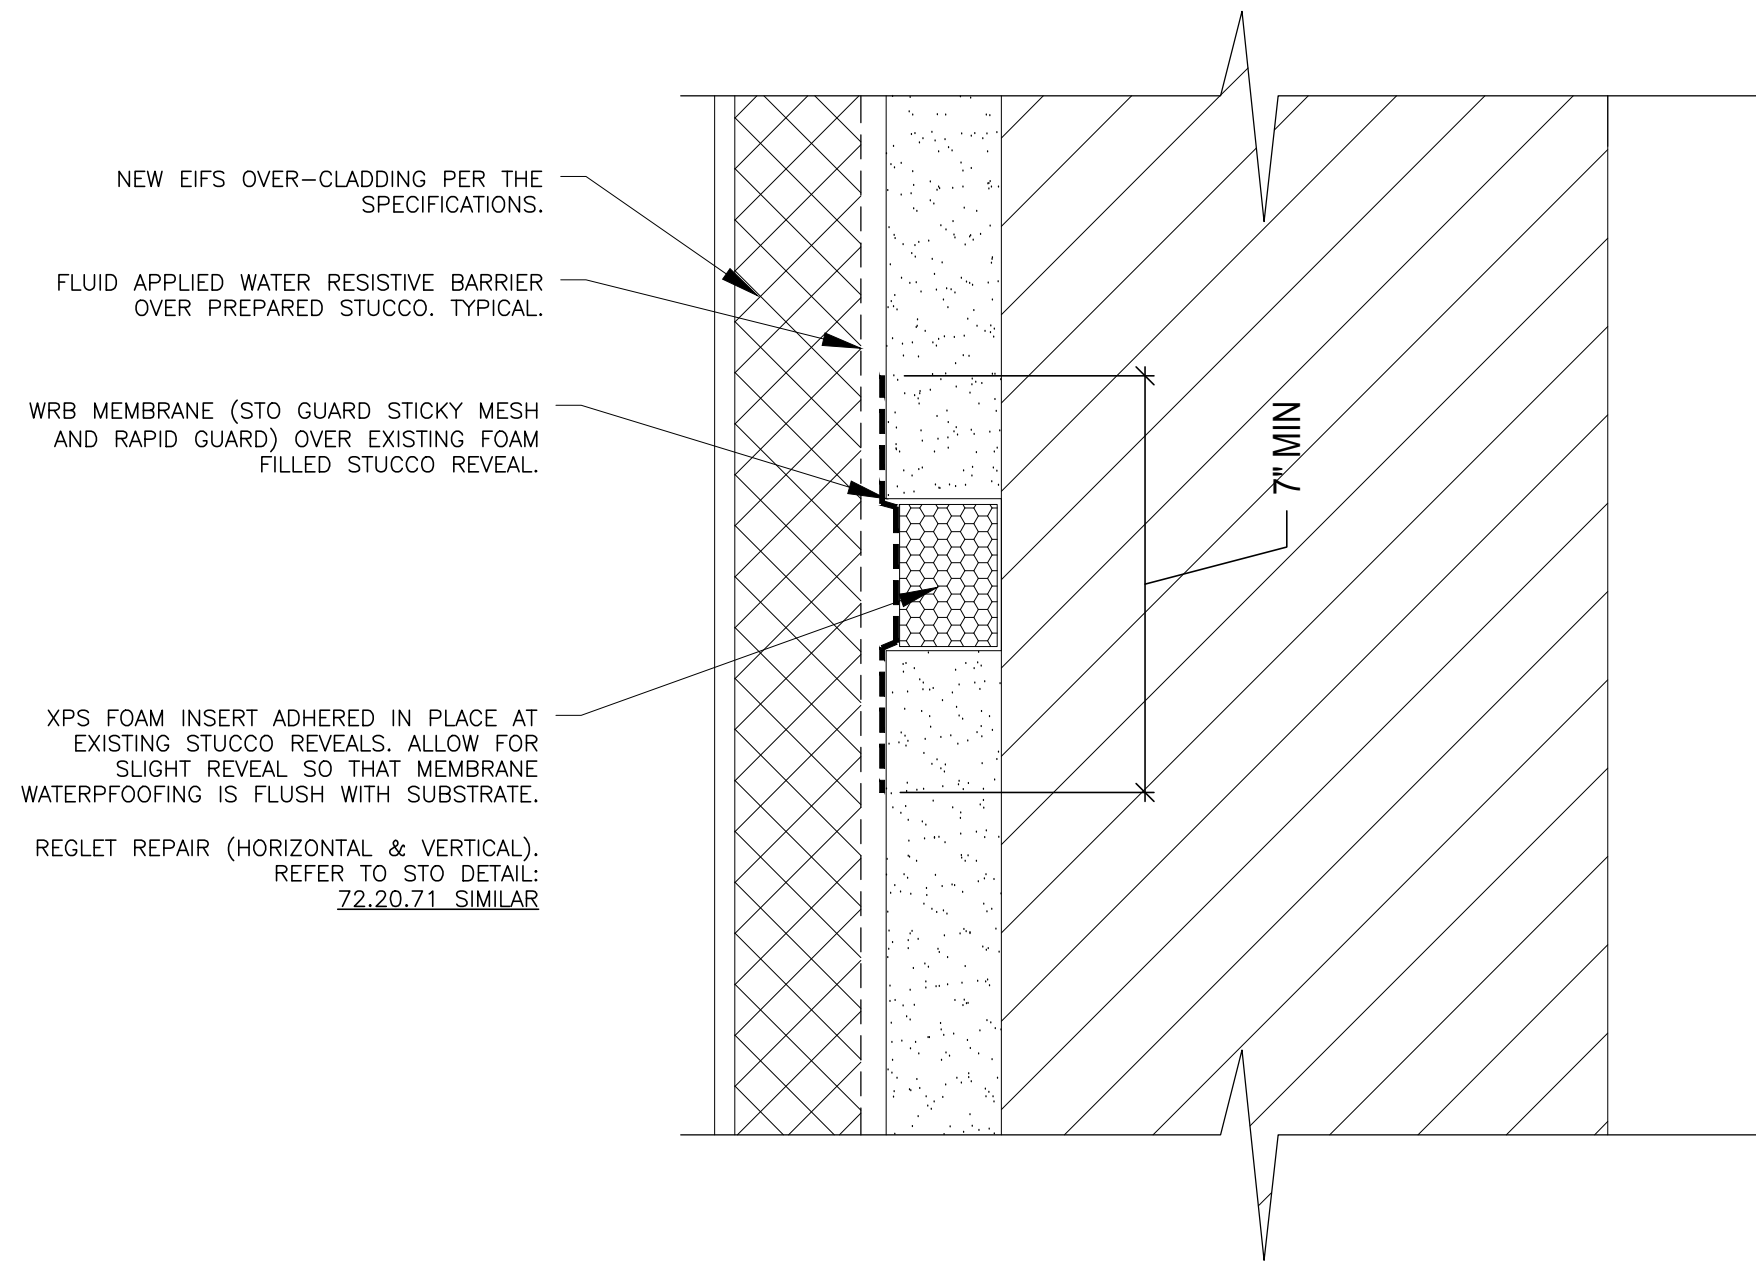 NEW EIFS OVER-CLADDING PER THE
SPECIFICATIONS.
FLUID APPLIED WATER RESISTIVE BARRIER
OVER PREPARED STUCCO. TYPICAL.
WRB MEMBRANE (STO GUARD STICKY MESH
AND RAPID GUARD) OVER EXISTING FOAM
FILLED STUCCO REVEAL.
7" MIN
XPS FOAM INSERT ADHERED IN PLACE AT
EXISTING STUCCO REVEALS. ALLOW FOR
SLIGHT REVEAL SO THAT MEMBRANE
WATERPFOOFING IS FLUSH WITH SUBSTRATE.
REGLET REPAIR (HORIZONTAL & VERTICAL).
REFER TO STO DETAIL:
72.20.71 SIMILAR